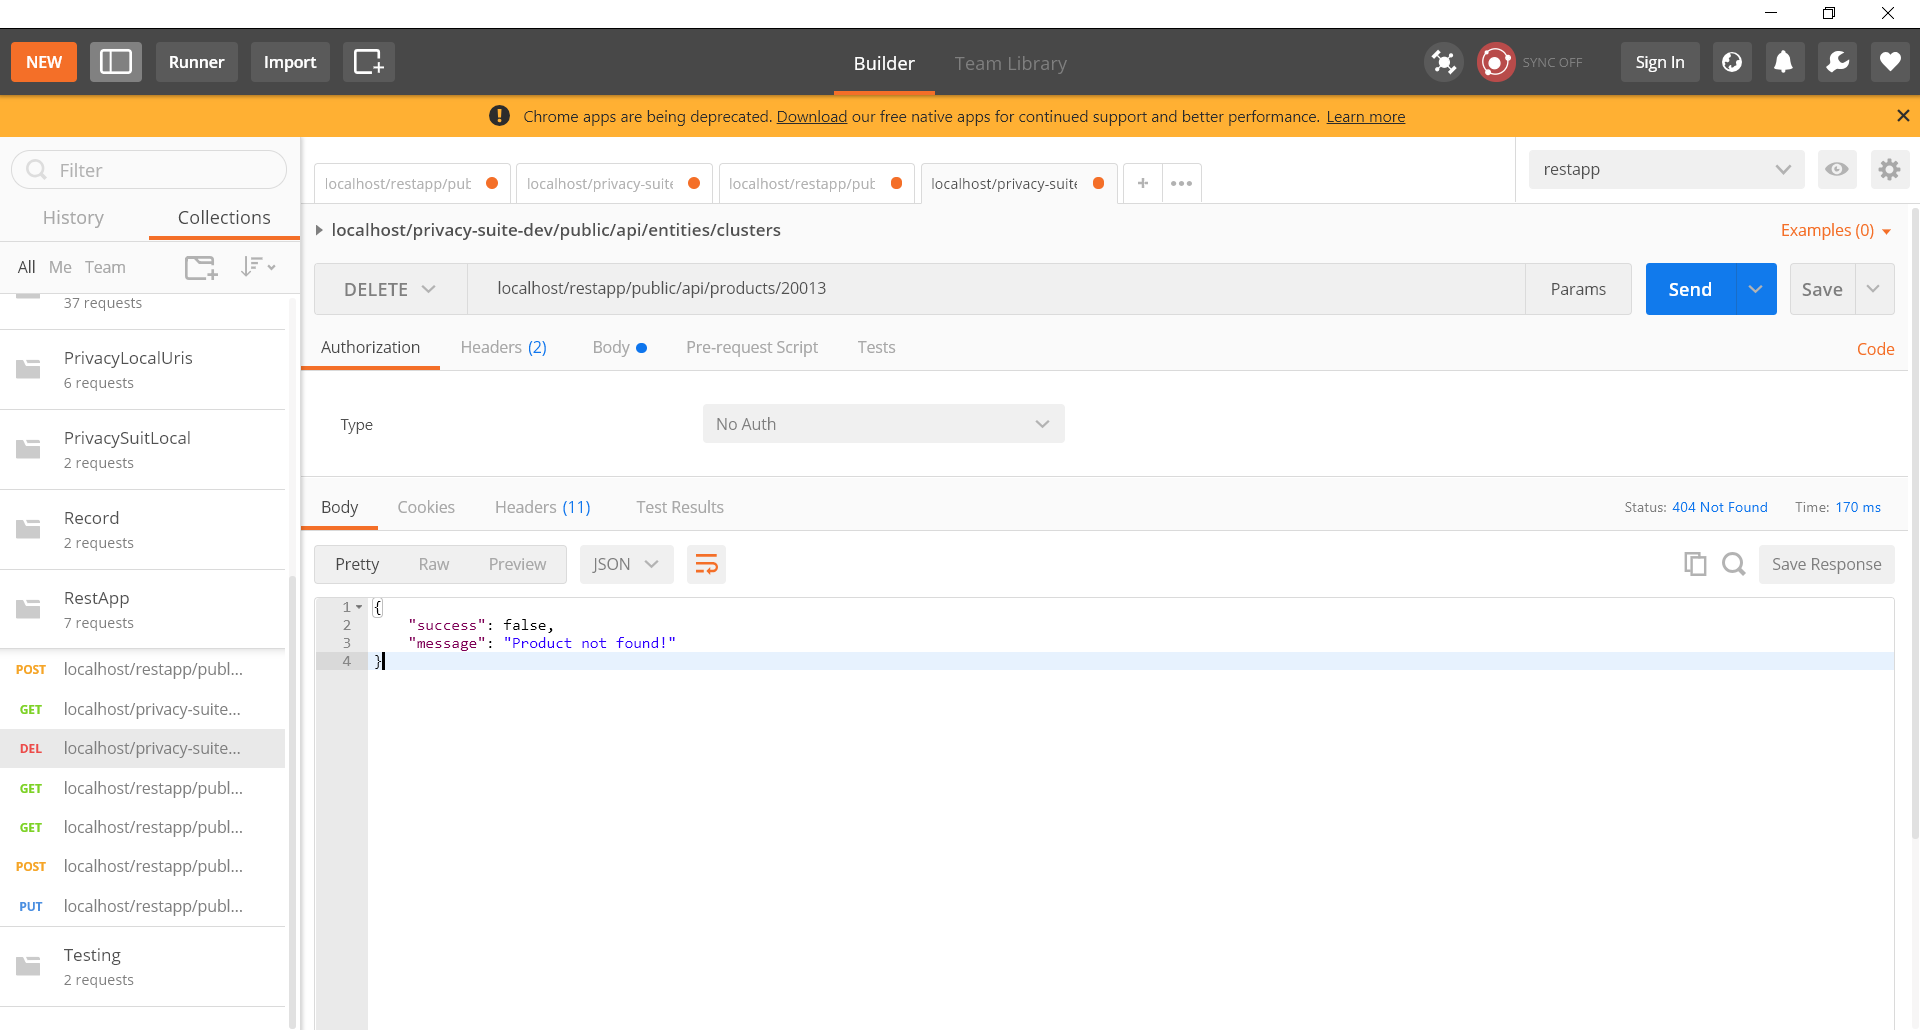 NEW Runner Import Builder Team Library SYNC OFF Sign In
Chrome apps are being deprecated. Download our free native apps for continued support and better performance. Learn more
Filter
History Collections
All Me Team
37 requests
PrivacyLocalUris
6 requests
PrivacySuitLocal
2 requests
Record
2 requests
RestApp
7 requests
POST localhost/restapp/publ...
GET localhost/privacy-suite...
DEL localhost/privacy-suite...
GET localhost/restapp/publ...
GET localhost/restapp/publ...
POST localhost/restapp/publ...
PUT localhost/restapp/publ...
Testing
2 requests
localhost/restapp/pub localhost/privacy-suite localhost/restapp/pub localhost/privacy-suite + •••
restapp
localhost/privacy-suite-dev/public/api/entities/clusters
Examples (0)
DELETE localhost/restapp/public/api/products/20013 Params Send Save
Authorization Headers (2) Body Pre-request Script Tests Code
Type No Auth
Body Cookies Headers (11) Test Results Status: 404 Not Found Time: 170 ms
Pretty Raw Preview JSON Save Response
1 {
2 "success": false,
3 "message": "Product not found!"
4 }